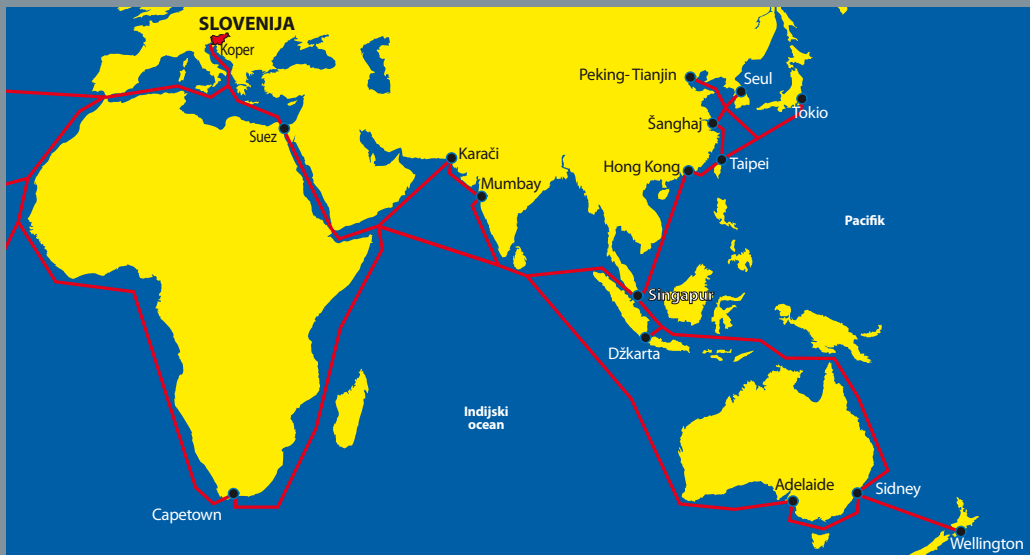 SLOVENIJA
Koper
Peking-Tianjin
Seul
Tokio
Šanghaj
Suez
Karači
Hong Kong
Taipei
Mumbay
Pacifik
Singapur
Džkarta
Indijski
ocean
Adelaide
Sidney
Capetown
Wellington